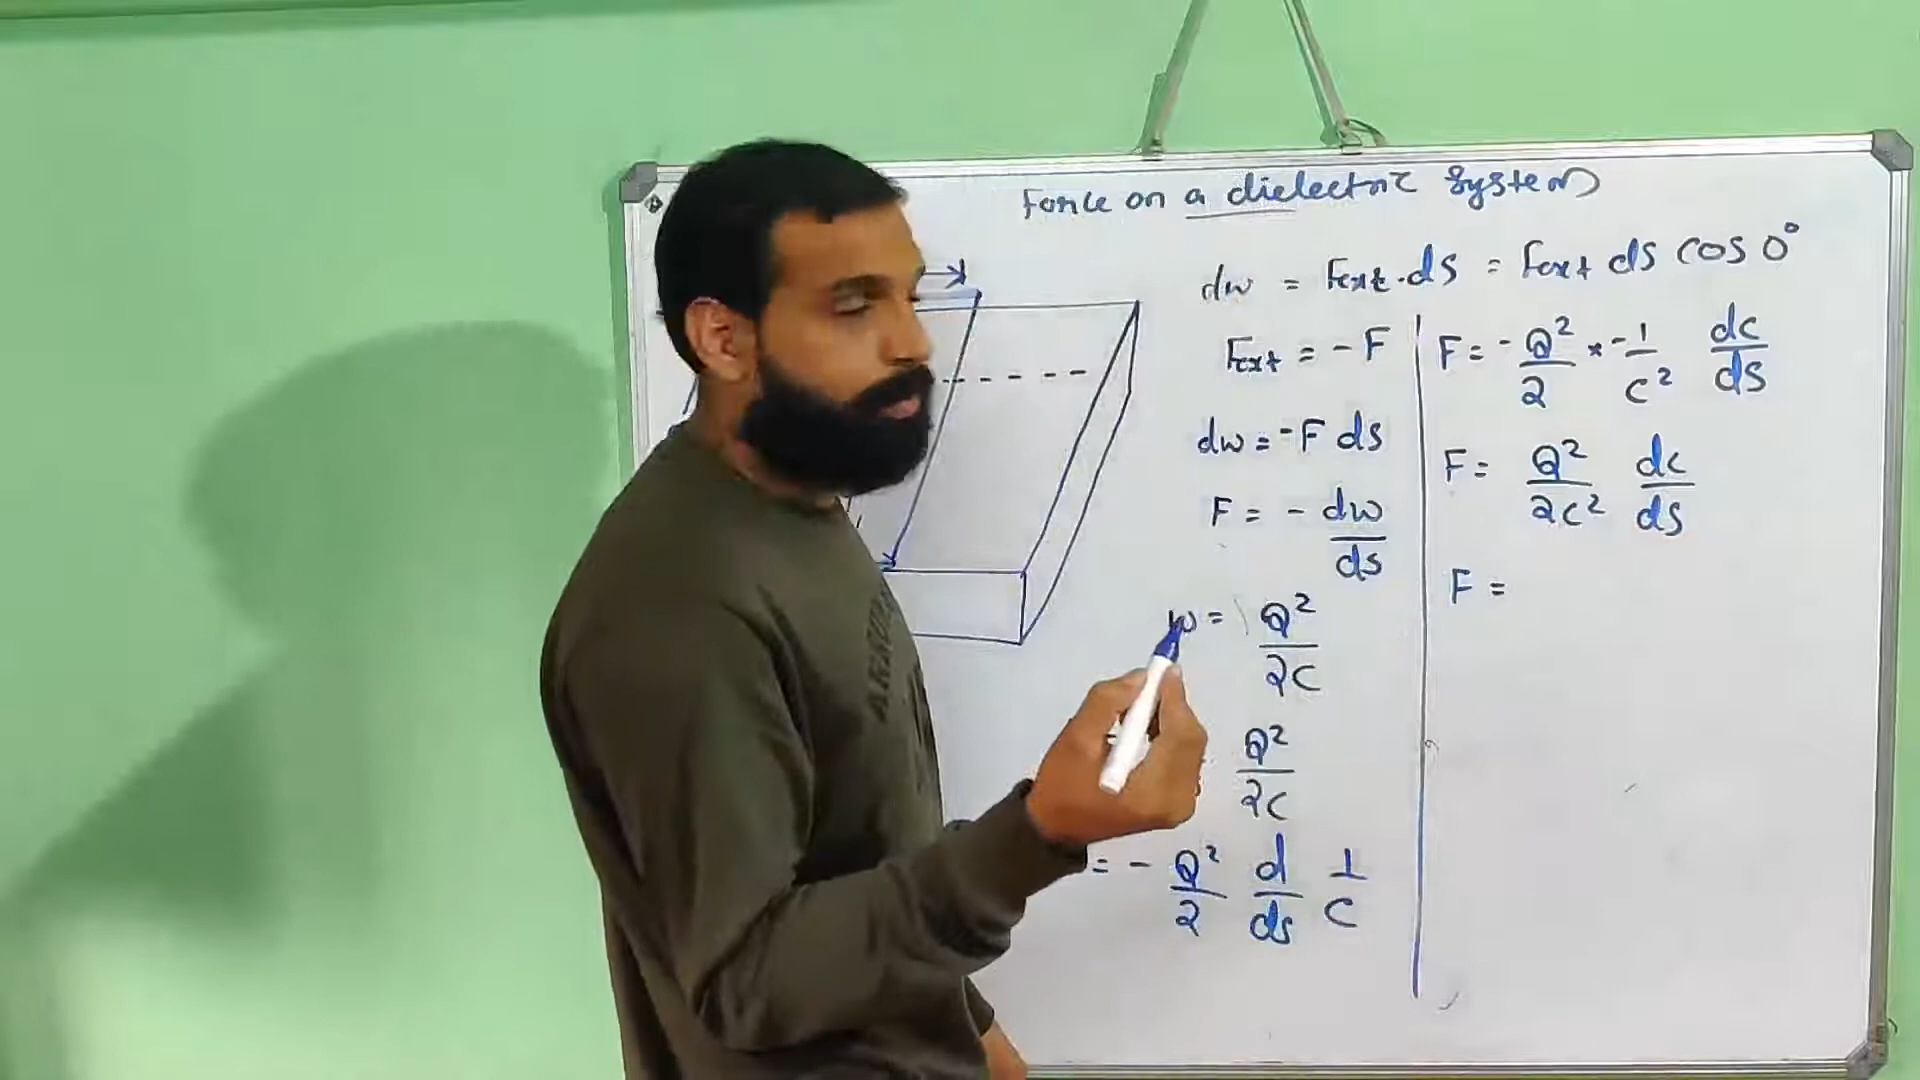 Force on a dielectric system
dw = Fext.ds = Fext ds cos 0°
Fext = - F
dw = -F ds
F = - dw/ds
w = Q²/2C
Q²/2C
= - Q²/2 d/ds 1/C
F = - Q²/2 × -1/C² dc/ds
F = Q²/2C² dc/ds
F =